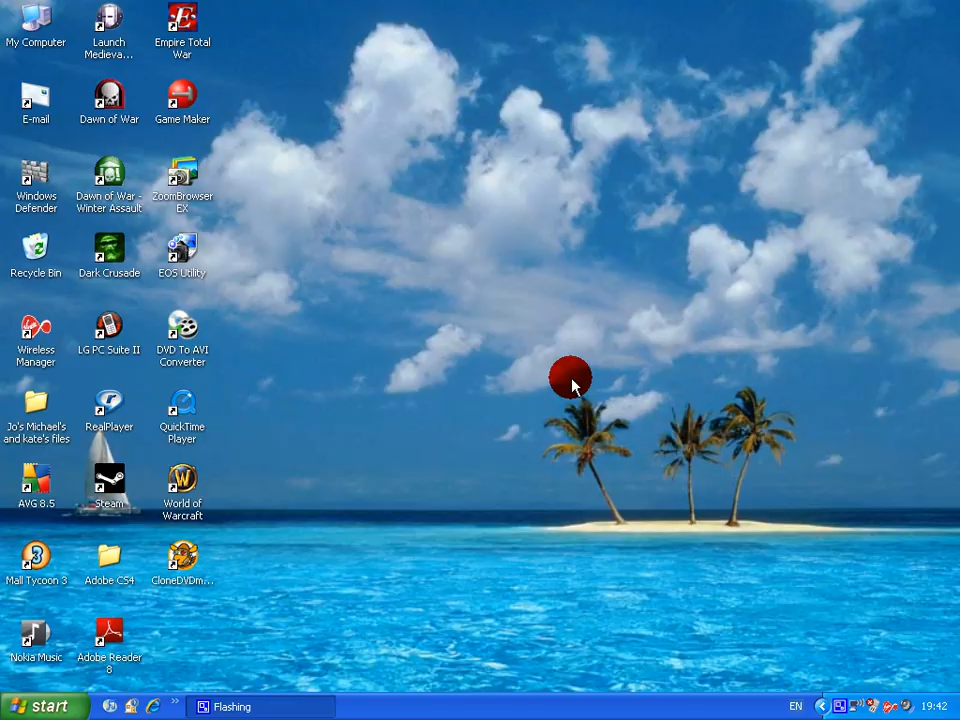 My Computer
Launch
Medieva...
Empire Total
War
E-mail
Dawn of War
Game Maker
Windows
Defender
Dawn of War -
Winter Assault
ZoomBrowser
EX
Recycle Bin
Dark Crusade
EOS Utility
Wireless
Manager
LG PC Suite II
DVD To AVI
Converter
Jo's Michael's
and kate's files
RealPlayer
QuickTime
Player
AVG 8.5
Steam
World of
Warcraft
Mall Tycoon 3
Adobe CS4
CloneDVDm...
Nokia Music
Adobe Reader
8
start
Flashing
EN
19:42